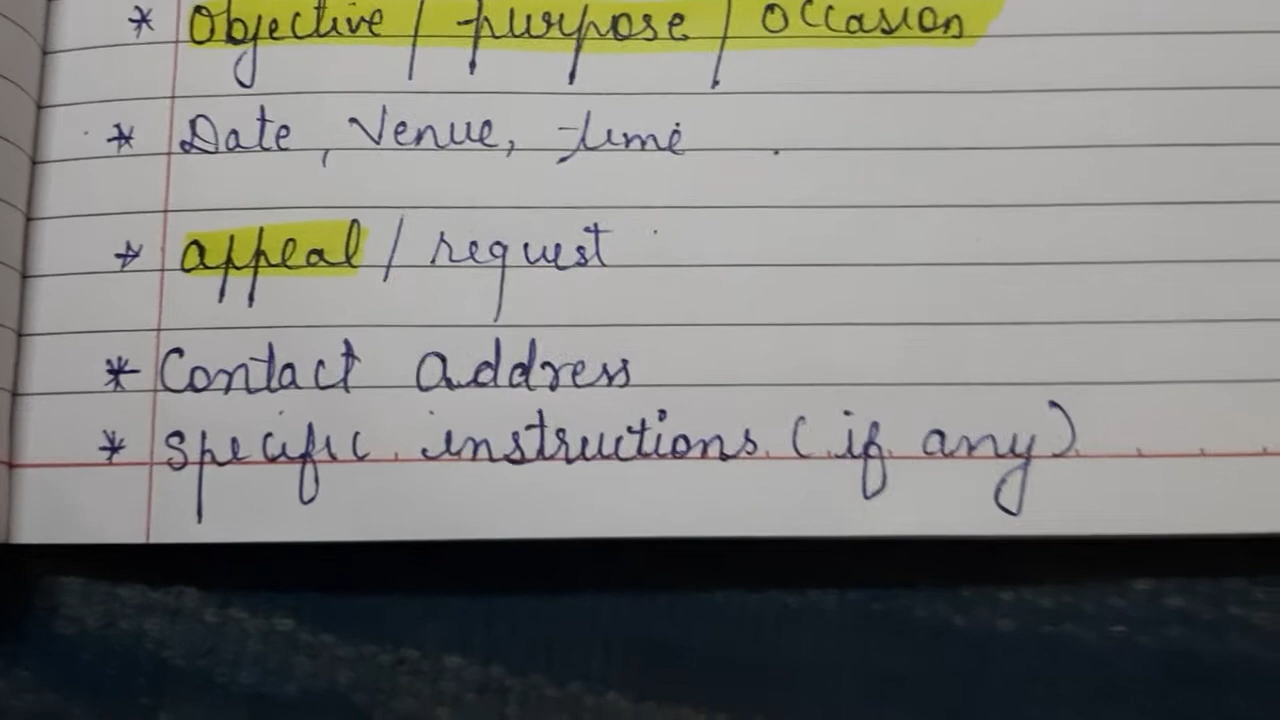 * Objective / purpose / occasion
* Date, Venue, time
* appeal / request
* Contact address
* specific instructions (if any)